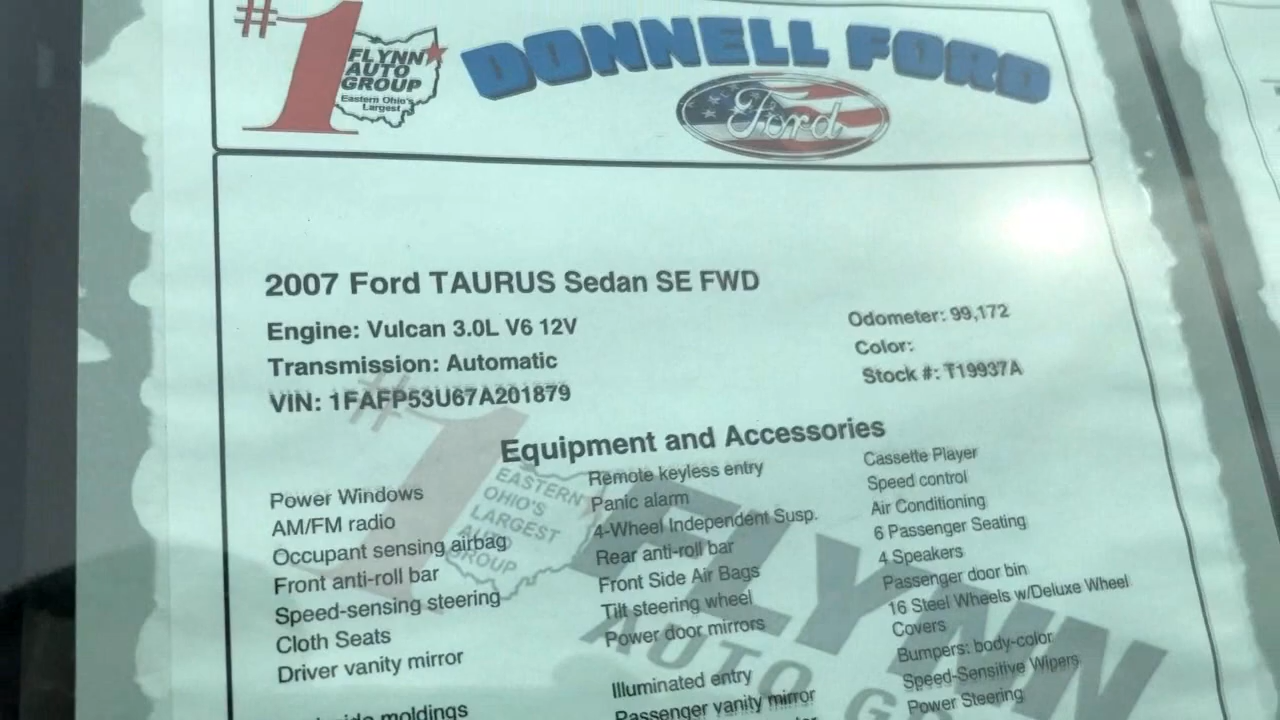 #1
FLYNN
AUTO
GROUP
Eastern Ohio's
Largest
DONNELL FORD
Ford
2007 Ford TAURUS Sedan SE FWD
Engine: Vulcan 3.0L V6 12V
Transmission: Automatic
VIN: 1FAFP53U67A201879
Odometer: 99,172
Color:
Stock #: T19937A
Equipment and Accessories
Power Windows
AM/FM radio
Occupant sensing airbag
Front anti-roll bar
Speed-sensing steering
Cloth Seats
Driver vanity mirror
moldings
Remote keyless entry
Panic alarm
4-Wheel Independent Susp.
Rear anti-roll bar
Front Side Air Bags
Tilt steering wheel
Power door mirrors
Illuminated entry
Passenger vanity mirror
Cassette Player
Speed control
Air Conditioning
6 Passenger Seating
4 Speakers
Passenger door bin
16 Steel Wheels w/Deluxe Wheel
Covers
Bumpers: body-color
Speed-Sensitive Wipers
Power Steering
#1
EASTERN
OHIO'S
LARGEST
AUTO
GROUP
FLYNN
AUTO